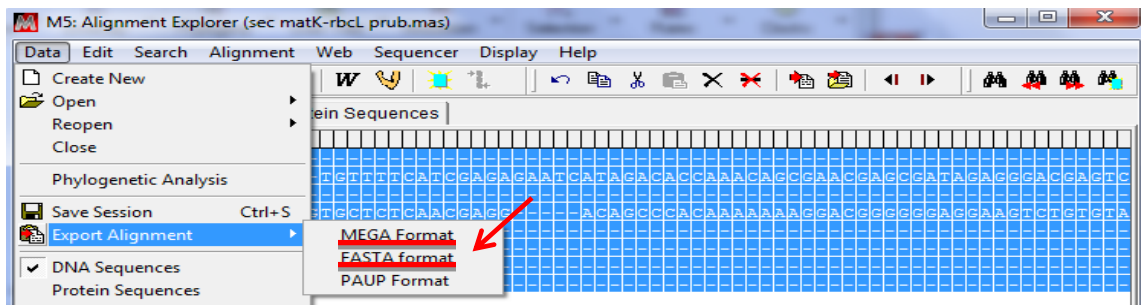 M5: Alignment Explorer (sec matK-rbcL prub.mas)
Data Edit Search Alignment Web Sequencer Display Help
Create New
W
Open
Reopen
ein Sequences
Close
Phylogenetic Analysis
-TGTTTTCATCGAGAGAATCATAGACACCAAACAGCGAACGAGCGATAGAGGGACGAGTC
Save Session Ctrl+S
GTGCTCTCAACGAGC-----ACAGCCCACAAAAAAAGGACGGGGGGAGGAAGTCTGTGTA
Export Alignment
MEGA Format
FASTA format
PAUP Format
DNA Sequences
Protein Sequences